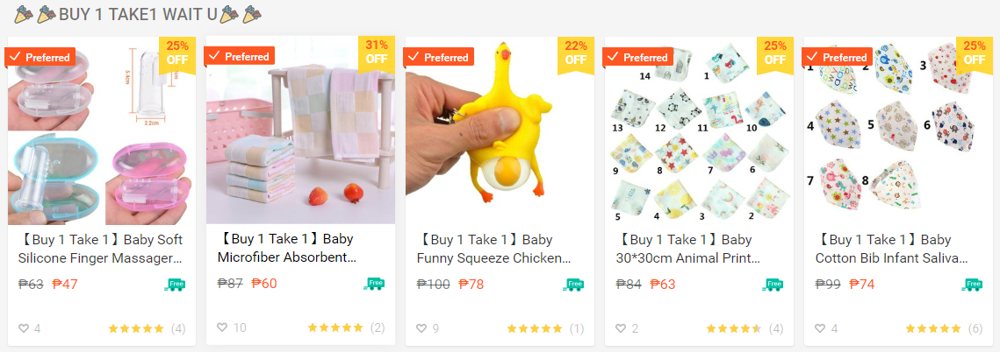 BUY 1 TAKE1 WAIT U
Preferred
25%
OFF
5.4cm
2.2cm
【Buy 1 Take 1】Baby Soft
Silicone Finger Massager...
₱63 ₱47
Free
4
(4)
Preferred
31%
OFF
【Buy 1 Take 1】Baby
Microfiber Absorbent...
₱87 ₱60
Free
10
(2)
Preferred
22%
OFF
【Buy 1 Take 1】Baby
Funny Squeeze Chicken...
₱100 ₱78
Free
9
(1)
Preferred
25%
OFF
14 1
13 12 11 10
9 8 7 6
5 4 3 2
【Buy 1 Take 1】Baby
30*30cm Animal Print...
₱84 ₱63
Free
2
(4)
Preferred
25%
OFF
1 2 3
4 5 6
7 8
【Buy 1 Take 1】Baby
Cotton Bib Infant Saliva...
₱99 ₱74
Free
4
(6)